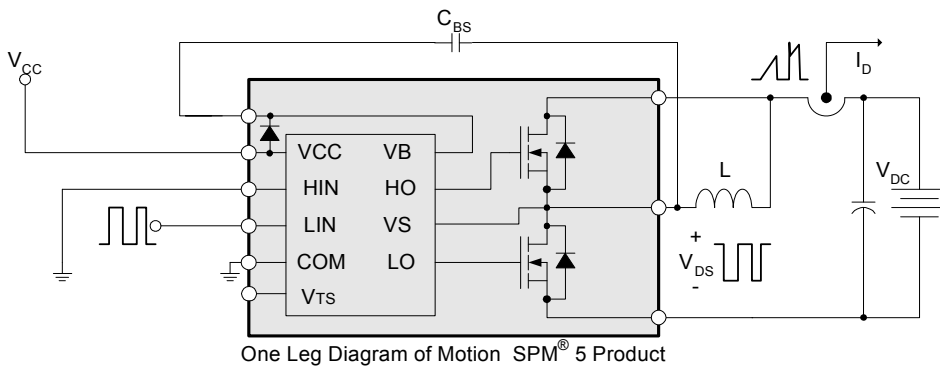 C_BS
V_CC
I_D
VCC VB
HIN HO
LIN VS
COM LO
V_TS
L
V_DC
+
V_DS
-
One Leg Diagram of Motion SPM® 5 Product